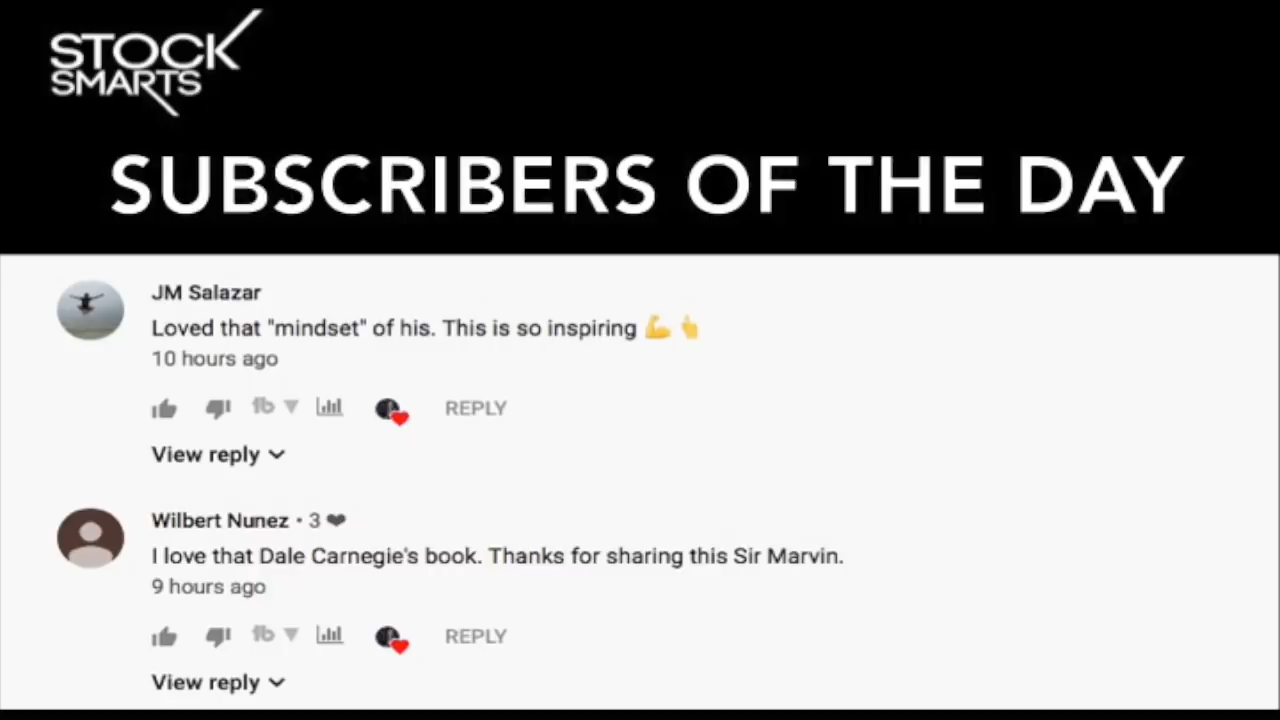 STOCK
SMARTS
SUBSCRIBERS OF THE DAY
JM Salazar
Loved that "mindset" of his. This is so inspiring 💪 👆
10 hours ago
REPLY
View reply
Wilbert Nunez • 3 ❤
I love that Dale Carnegie's book. Thanks for sharing this Sir Marvin.
9 hours ago
REPLY
View reply